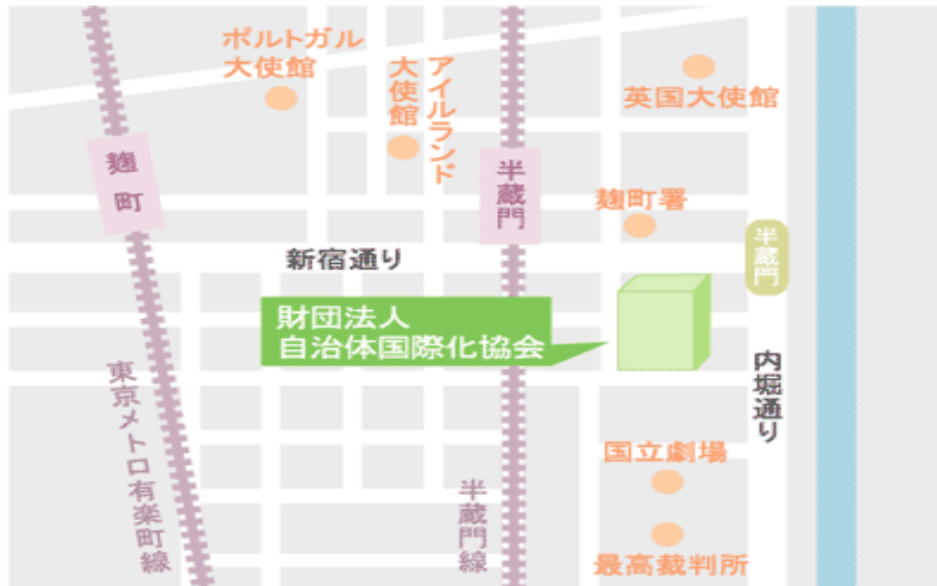 ポルトガル
大使館
アイルランド
大使館
英国大使館
麹町
半蔵門
麹町署
半蔵門
新宿通り
財団法人
自治体国際化協会
内堀通り
東京メトロ有楽町線
半蔵門線
国立劇場
最高裁判所